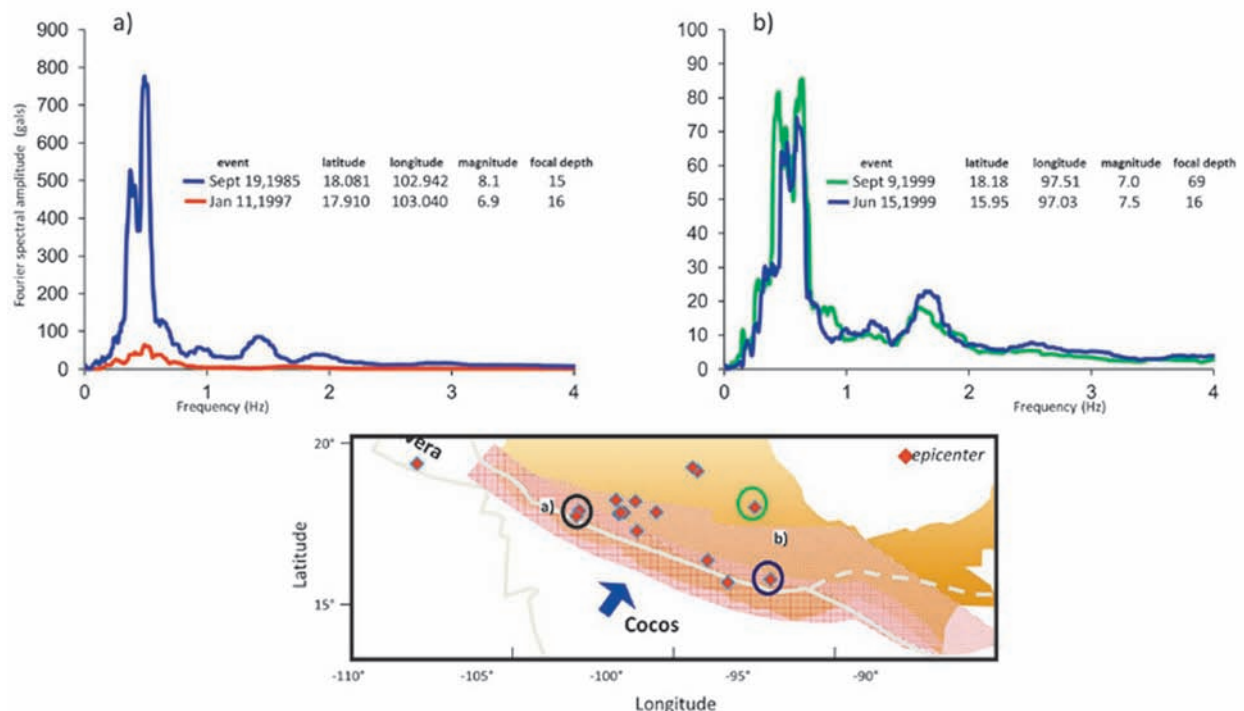 a)
900
800
700
600
500
400
300
200
100
0
Fourier spectral amplitude (gals)
event latitude longitude magnitude focal depth
Sept 19,1985 18.081 102.942 8.1 15
Jan 11,1997 17.910 103.040 6.9 16
0 1 2 3 4
Frequency (Hz)
b)
100
90
80
70
60
50
40
30
20
10
0
event latitude longitude magnitude focal depth
Sept 9,1999 18.18 97.51 7.0 69
Jun 15,1999 15.95 97.03 7.5 16
0 1 2 3 4
Frequency (Hz)
20°
vera
epicenter
a)
b)
Latitude
15°
Cocos
-110° -105° -100° -95° -90°
Longitude